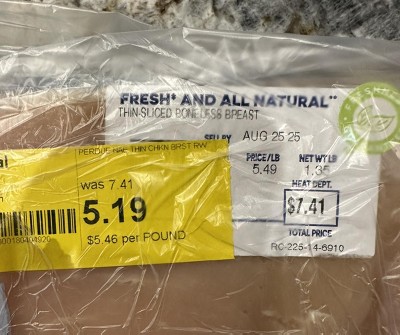 FRESH‡ AND ALL NATURAL**
THIN-SLICED BONELESS BREAST
SELL BY AUG 25 25
PRICE/LB NET WT LB
5.49 1.35
MEAT DEPT.
$7.41
TOTAL PRICE
RC-225-14-6910
PERDUE HAE THIN CHKN BRST RW
was 7.41
5.19
$5.46 per POUND